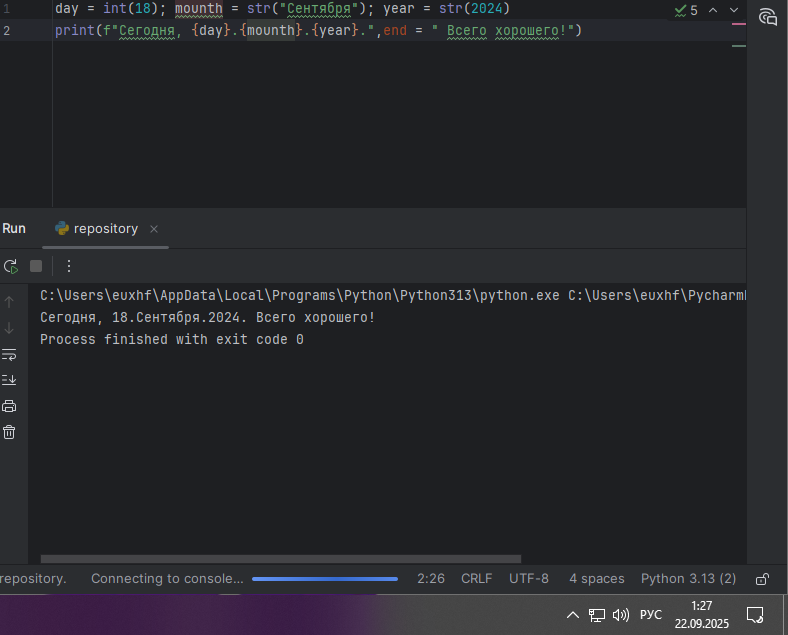 1 day = int(18); mounth = str("Сентября"); year = str(2024)
5
2 print(f"Сегодня, {day}.{mounth}.{year}.",end = " Всего хорошего!")
Run repository
C:\Users\euxhf\AppData\Local\Programs\Python\Python313\python.exe C:\Users\euxhf\Pycharm
Сегодня, 18.Сентября.2024. Всего хорошего!
Process finished with exit code 0
repository. Connecting to console... 2:26 CRLF UTF-8 4 spaces Python 3.13 (2)
РУС
1:27
22.09.2025